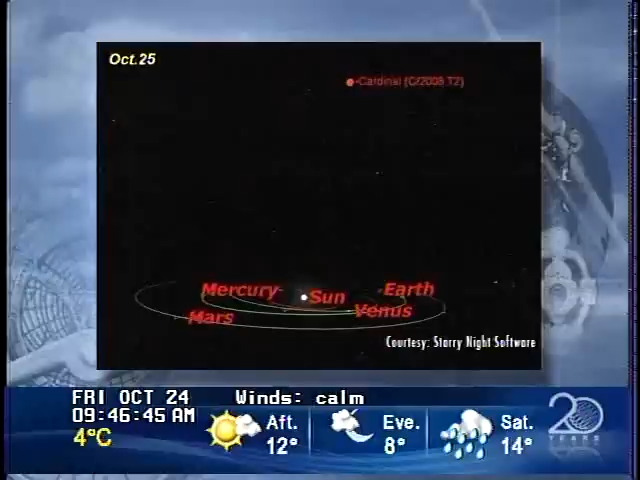 Oct.25
Cardinal (C/2008 T2)
Mercury
Sun
Earth
Mars
Venus
Courtesy: Starry Night Software
FRI OCT 24
Winds: calm
09:46:45 AM
4°C
Aft.
12°
Eve.
8°
Sat.
14°
20
YEARS